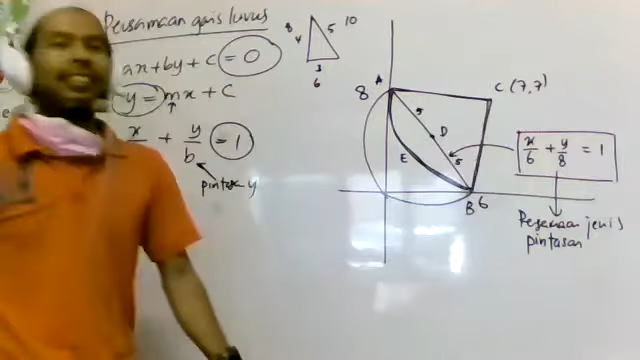 Persamaan garis lurus
ax + by + c = 0
y = mx + c
x/ + y/b = 1
pintasan y
8 4 5 10
3
6
A
8
5
D
E
5
B 6
C (7,7)
x/6 + y/8 = 1
Persamaan jenis
pintasan